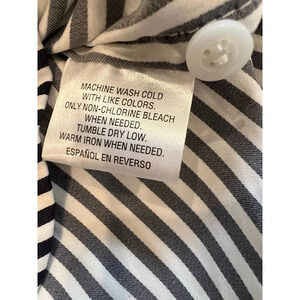 MACHINE WASH COLD
WITH LIKE COLORS.
ONLY NON-CHLORINE BLEACH
WHEN NEEDED.
TUMBLE DRY LOW.
WARM IRON WHEN NEEDED.
ESPAÑOL EN REVERSO